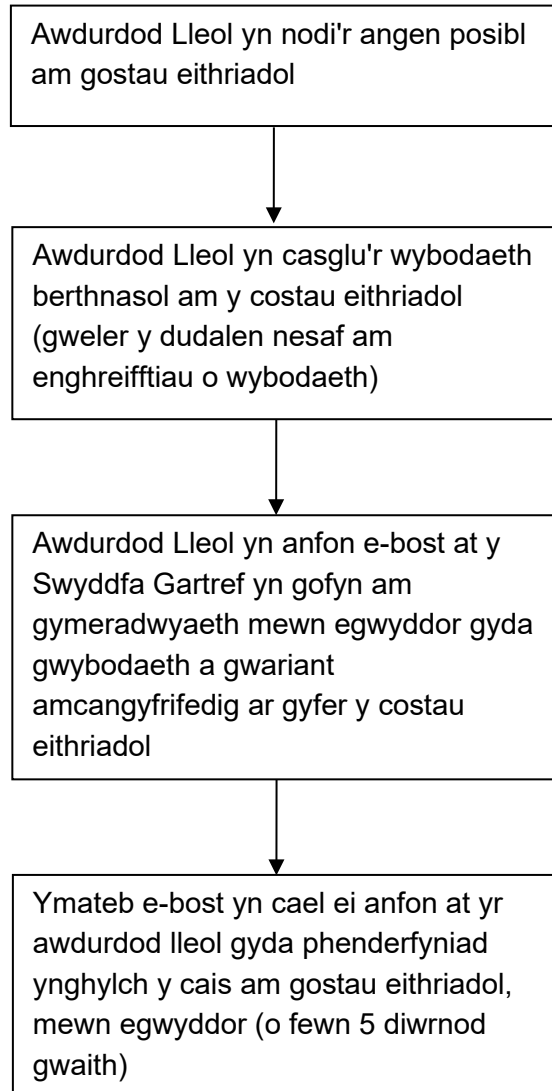 Awdurdod Lleol yn nodi'r angen posibl
am gostau eithriadol
Awdurdod Lleol yn casglu'r wybodaeth
berthnasol am y costau eithriadol
(gweler y dudalen nesaf am
enghreifftiau o wybodaeth)
Awdurdod Lleol yn anfon e-bost at y
Swyddfa Gartref yn gofyn am
gymeradwyaeth mewn egwyddor gyda
gwybodaeth a gwariant
amcangyfrifedig ar gyfer y costau
eithriadol
Ymateb e-bost yn cael ei anfon at yr
awdurdod lleol gyda phenderfyniad
ynghylch y cais am gostau eithriadol,
mewn egwyddor (o fewn 5 diwrnod
gwaith)